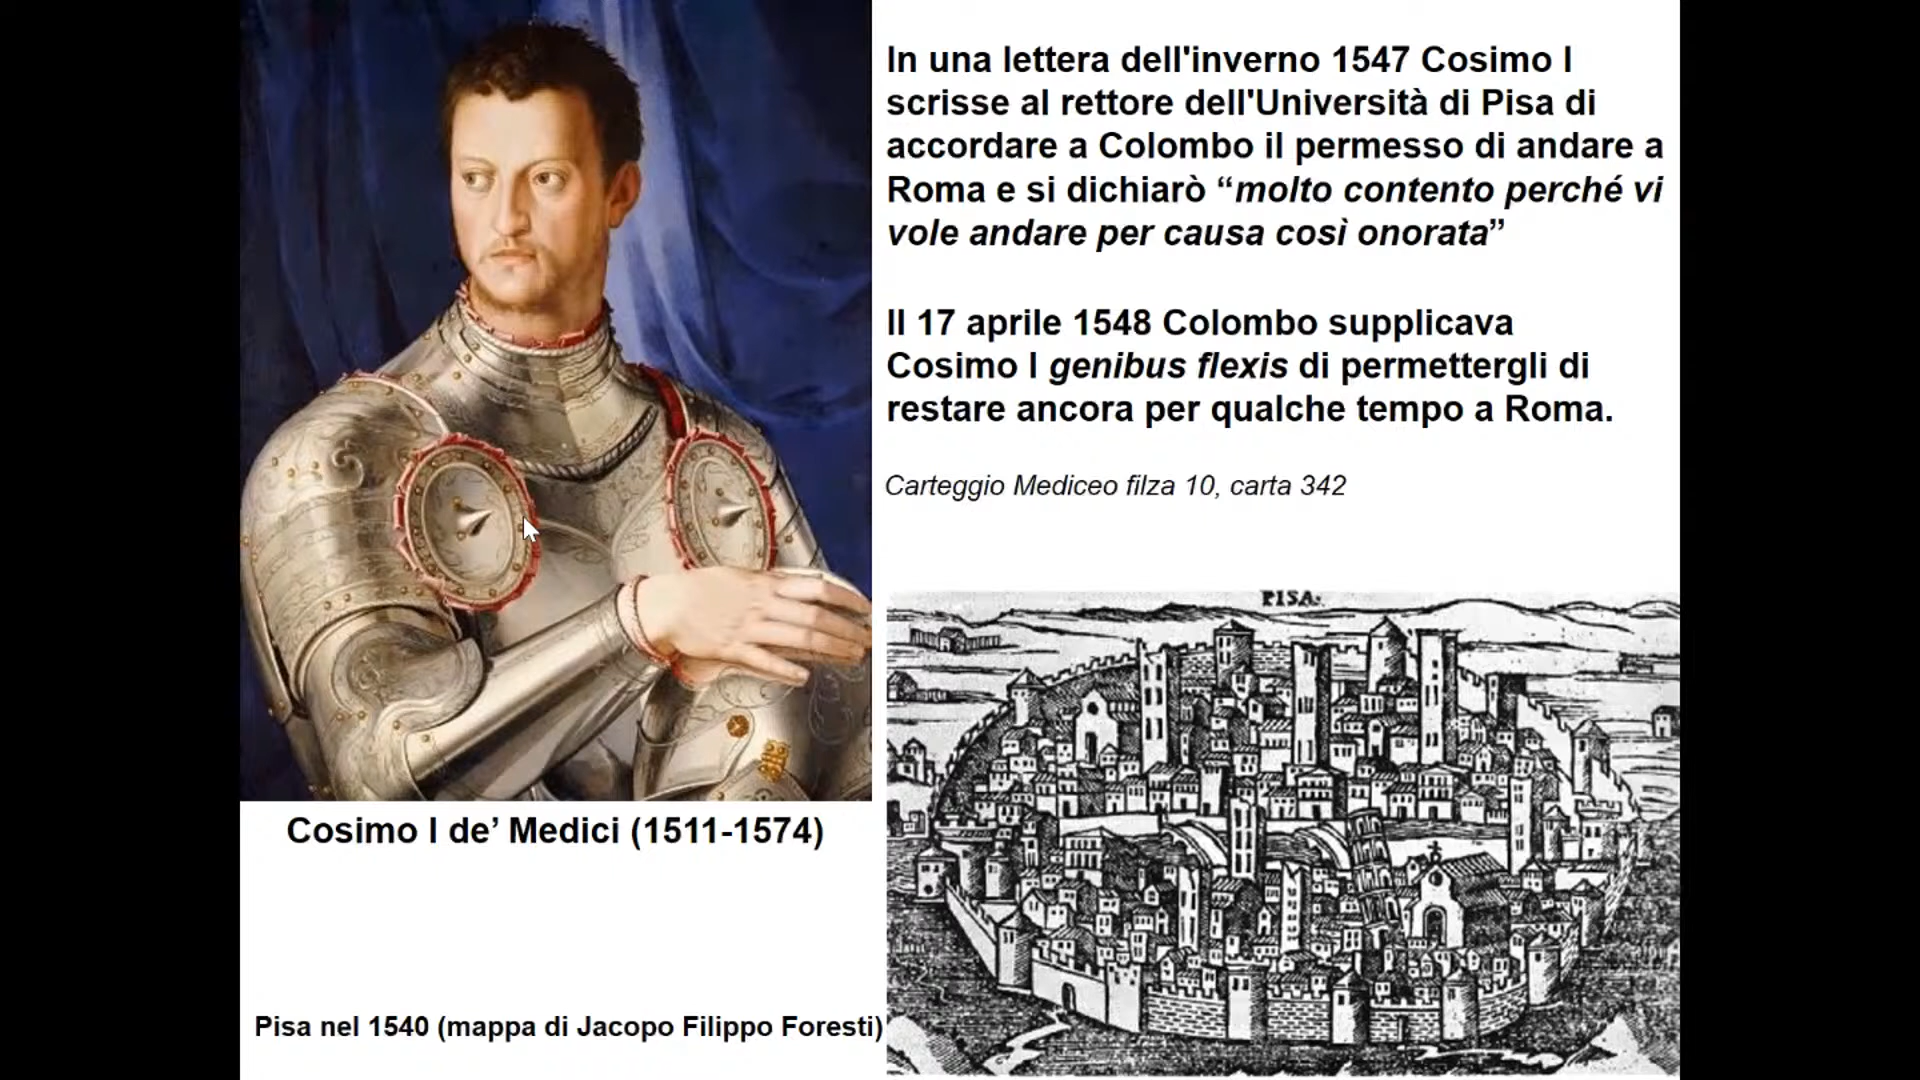 In una lettera dell'inverno 1547 Cosimo I
scrisse al rettore dell'Università di Pisa di
accordare a Colombo il permesso di andare a
Roma e si dichiarò “molto contento perché vi
vole andare per causa così onorata”
Il 17 aprile 1548 Colombo supplicava
Cosimo I genibus flexis di permettergli di
restare ancora per qualche tempo a Roma.
Carteggio Mediceo filza 10, carta 342
PISA.
Cosimo I de’ Medici (1511-1574)
Pisa nel 1540 (mappa di Jacopo Filippo Foresti)